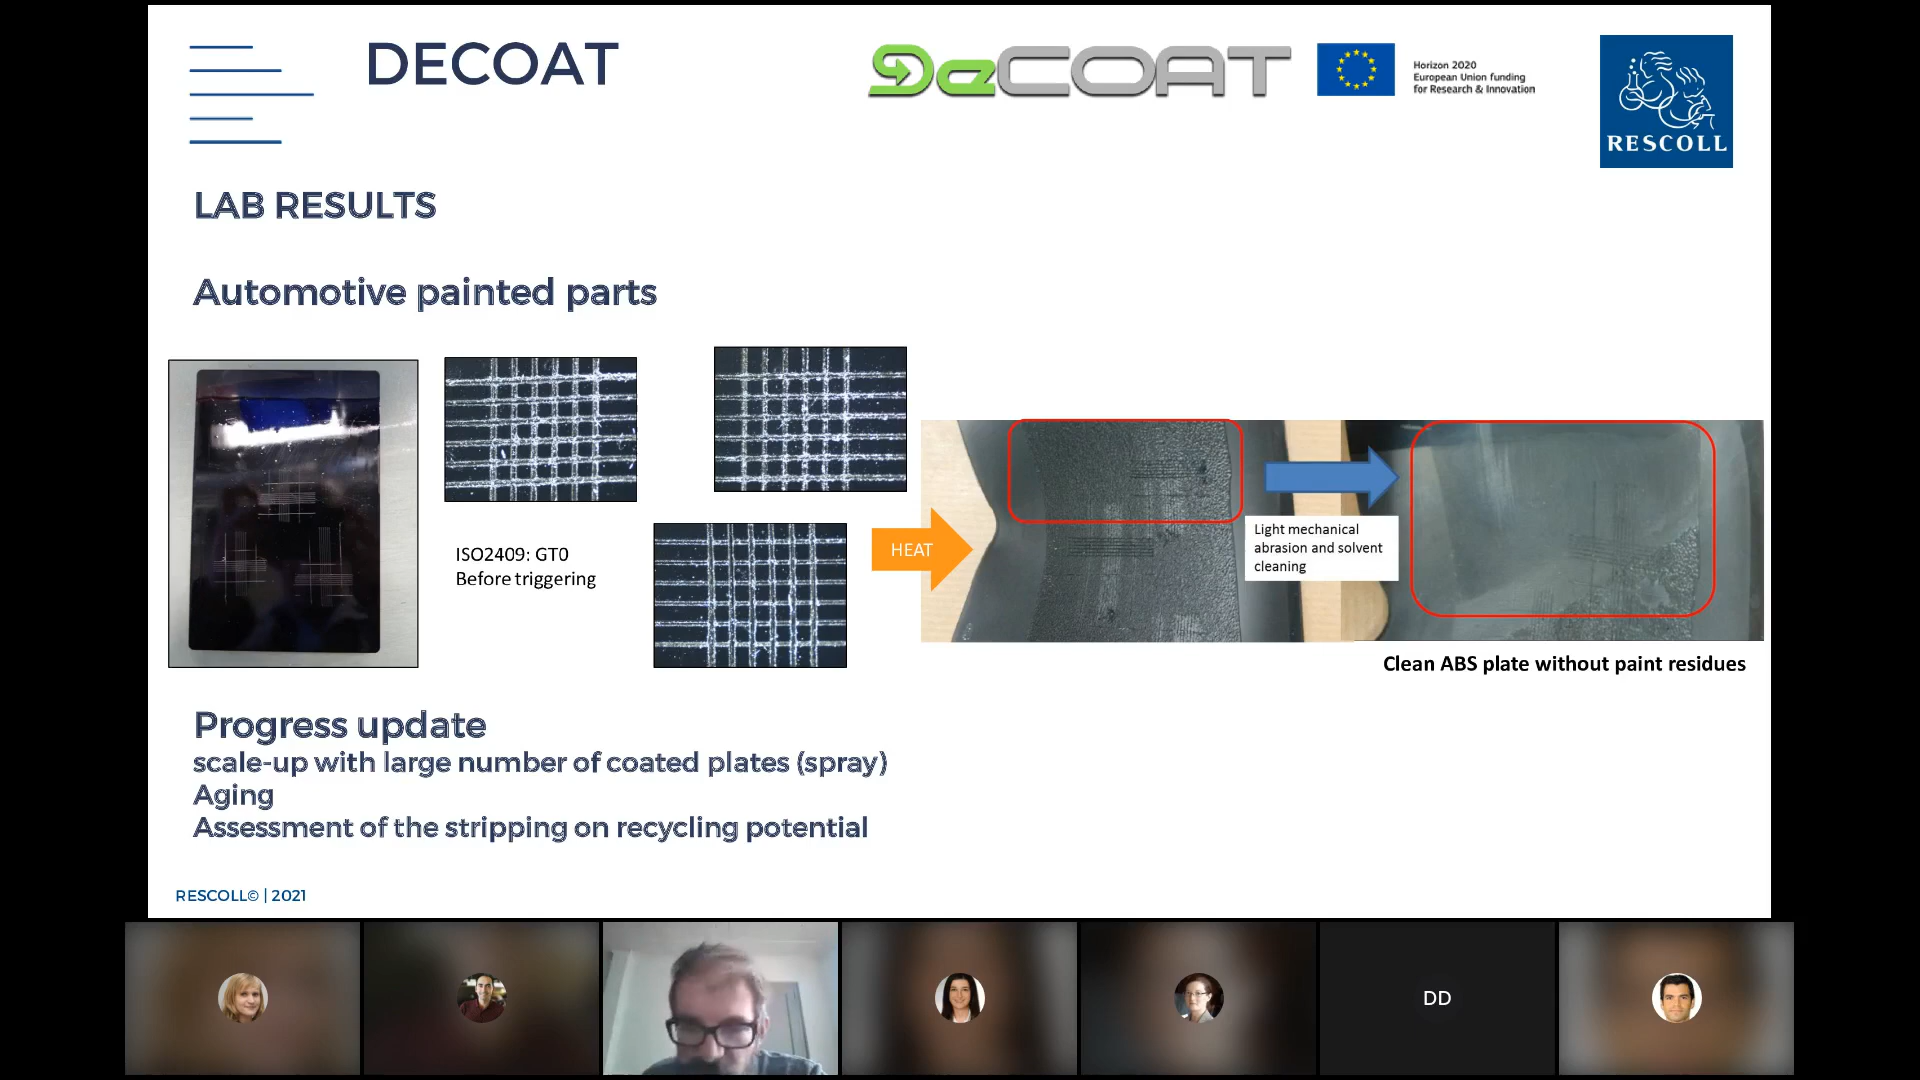 DECOAT
DeCOAT
Horizon 2020
European Union funding
for Research & Innovation
RESCOLL
LAB RESULTS
Automotive painted parts
ISO2409: GT0
Before triggering
HEAT
Light mechanical
abrasion and solvent
cleaning
Clean ABS plate without paint residues
Progress update
scale-up with large number of coated plates (spray)
Aging
Assessment of the stripping on recycling potential
RESCOLL© | 2021
DD